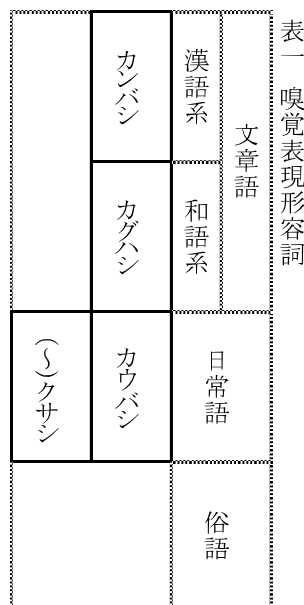 表一 嗅覚表現形容詞
文章語
漢語系
和語系
日常語
俗語
カンバシ
カグハシ
カウバシ
(〜)クサシ